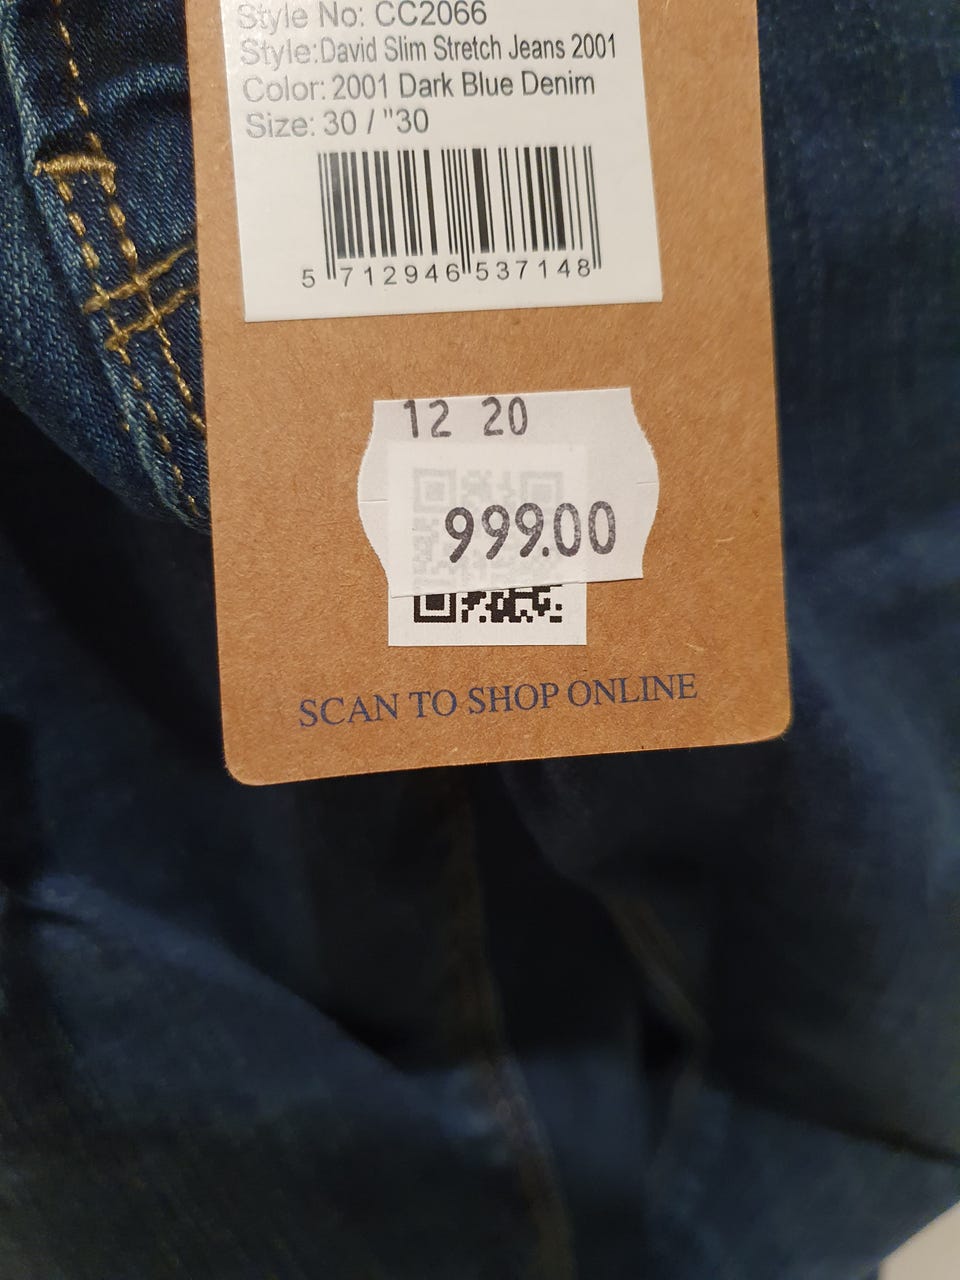 Style No: CC2066
Style:David Slim Stretch Jeans 2001
Color: 2001 Dark Blue Denim
Size: 30 / "30
5 712946 537148
12 20
999.00
SCAN TO SHOP ONLINE